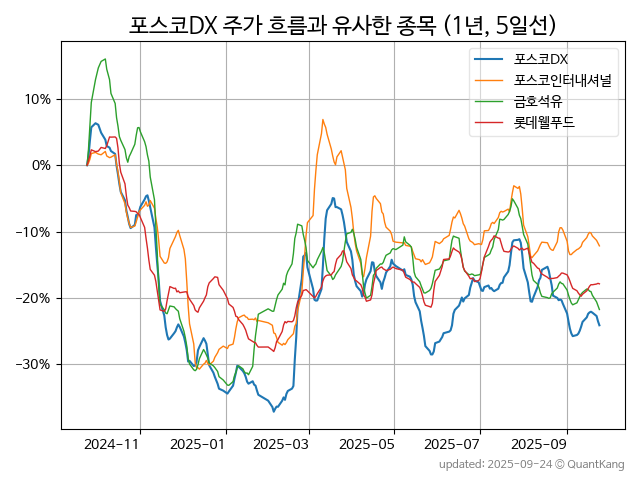 포스코DX 주가 흐름과 유사한 종목 (1년, 5일선)
포스코DX
포스코인터내셔널
금호석유
롯데웰푸드
10%
0%
−10%
−20%
−30%
2024−11
2025−01
2025−03
2025−05
2025−07
2025−09
updated: 2025-09-24 © QuantKang